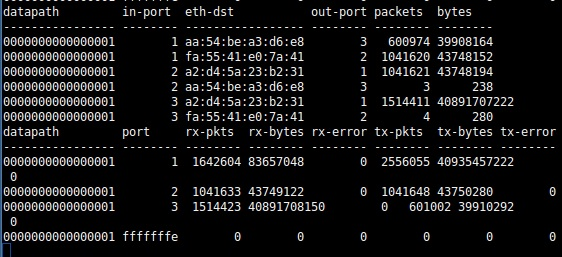 datapath in-port eth-dst out-port packets bytes
---------------- -------- ----------------- -------- -------- --------
0000000000000001 1 aa:54:be:a3:d6:e8 3 600974 39908164
0000000000000001 1 fa:55:41:e0:7a:41 2 1041620 43748152
0000000000000001 2 a2:d4:5a:23:b2:31 1 1041621 43748194
0000000000000001 2 aa:54:be:a3:d6:e8 3 3 238
0000000000000001 3 a2:d4:5a:23:b2:31 1 1514411 40891707222
0000000000000001 3 fa:55:41:e0:7a:41 2 4 280
datapath port rx-pkts rx-bytes rx-error tx-pkts tx-bytes tx-error
---------------- -------- -------- -------- -------- -------- -------- --------
0000000000000001 1 1642604 83657048 0 2556055 40935457222
0
0000000000000001 2 1041633 43749122 0 1041648 43750280 0
0000000000000001 3 1514423 40891708150 0 601002 39910292
0
0000000000000001 fffffffe 0 0 0 0 0 0